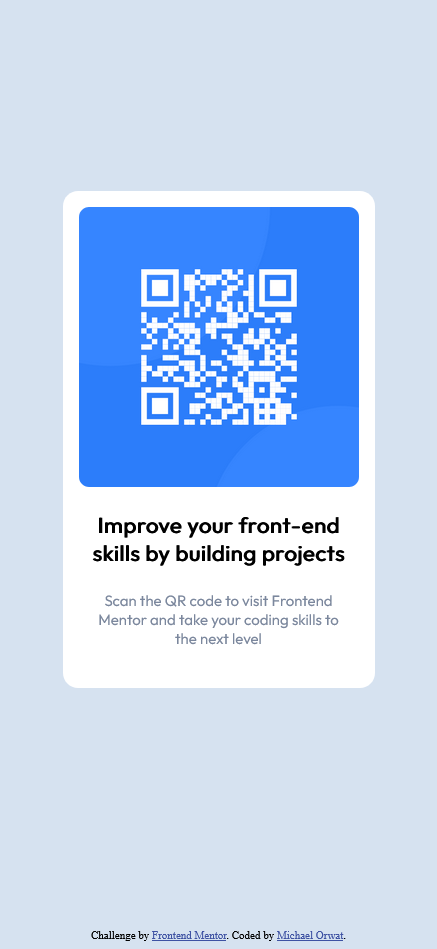 Improve your front-end
skills by building projects
Scan the QR code to visit Frontend
Mentor and take your coding skills to
the next level
Challenge by Frontend Mentor. Coded by Michael Orwat.